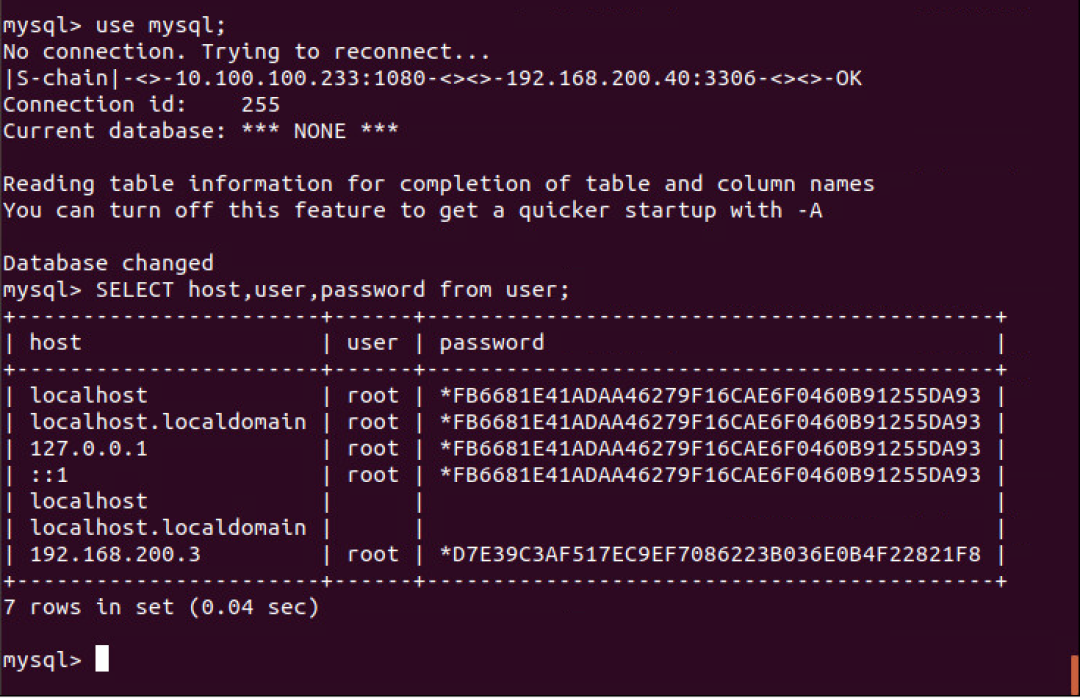 mysql> use mysql;
No connection. Trying to reconnect...
|S-chain|-<>-10.100.100.233:1080-<><>-192.168.200.40:3306-<><>-OK
Connection id:    255
Current database: *** NONE ***

Reading table information for completion of table and column names
You can turn off this feature to get a quicker startup with -A

Database changed
mysql> SELECT host,user,password from user;
+-----------------------+------+-------------------------------------------+
| host                  | user | password                                  |
+-----------------------+------+-------------------------------------------+
| localhost             | root | *FB6681E41ADAA46279F16CAE6F0460B91255DA93 |
| localhost.localdomain | root | *FB6681E41ADAA46279F16CAE6F0460B91255DA93 |
| 127.0.0.1             | root | *FB6681E41ADAA46279F16CAE6F0460B91255DA93 |
| ::1                   | root | *FB6681E41ADAA46279F16CAE6F0460B91255DA93 |
| localhost             |      |                                           |
| localhost.localdomain |      |                                           |
| 192.168.200.3         | root | *D7E39C3AF517EC9EF7086223B036E0B4F22821F8 |
+-----------------------+------+-------------------------------------------+
7 rows in set (0.04 sec)

mysql>